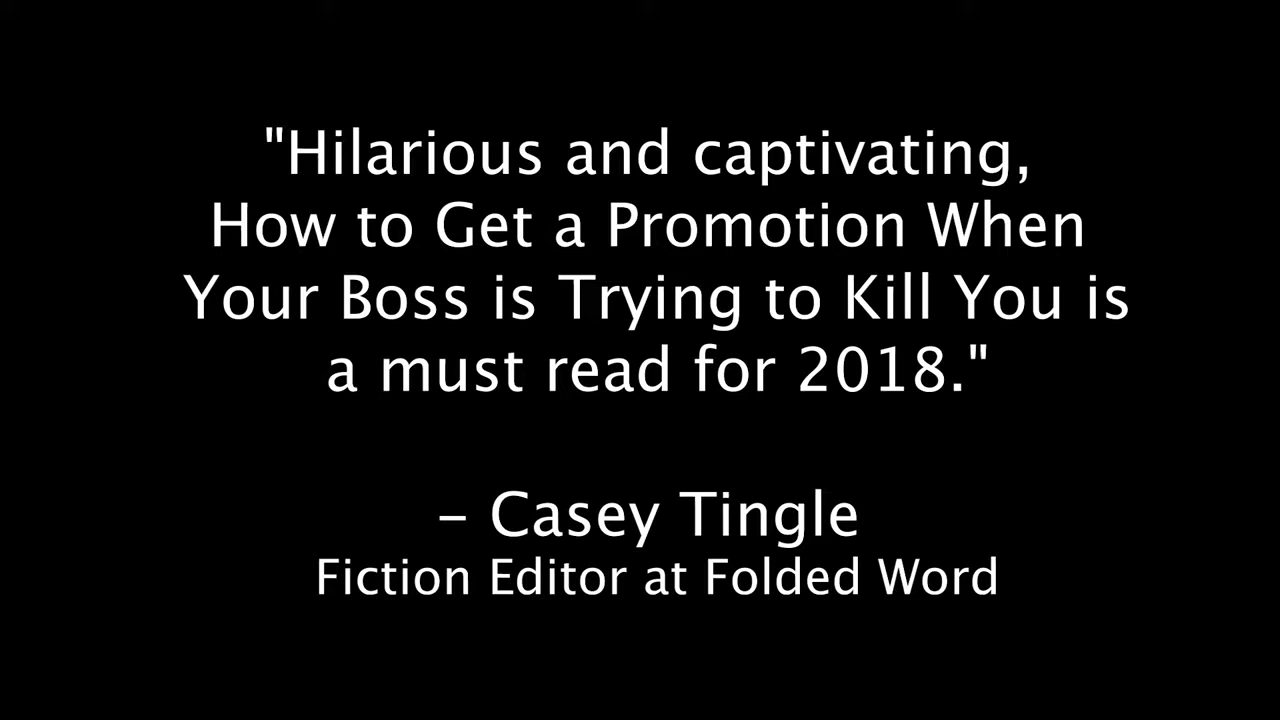 "Hilarious and captivating,
How to Get a Promotion When
Your Boss is Trying to Kill You is
a must read for 2018."
– Casey Tingle
Fiction Editor at Folded Word